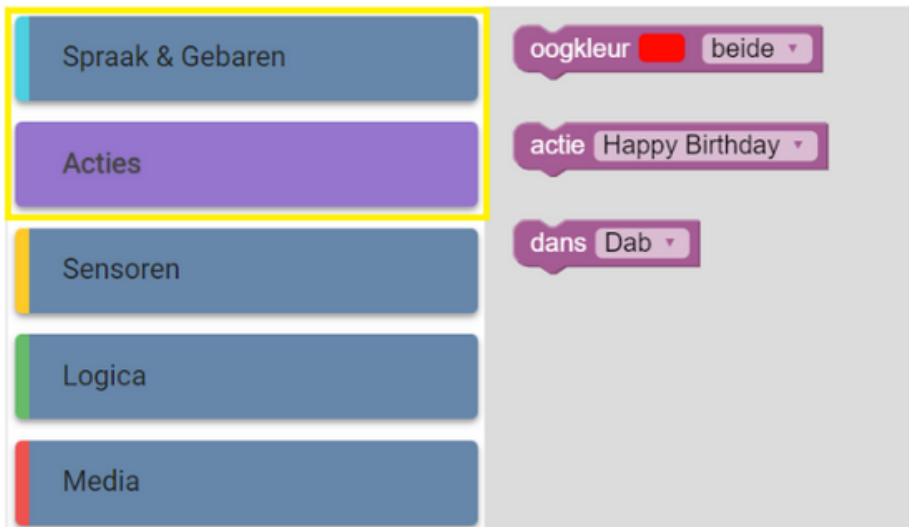 Spraak & Gebaren
Acties
Sensoren
Logica
Media
oogkleur beide
actie Happy Birthday
dans Dab